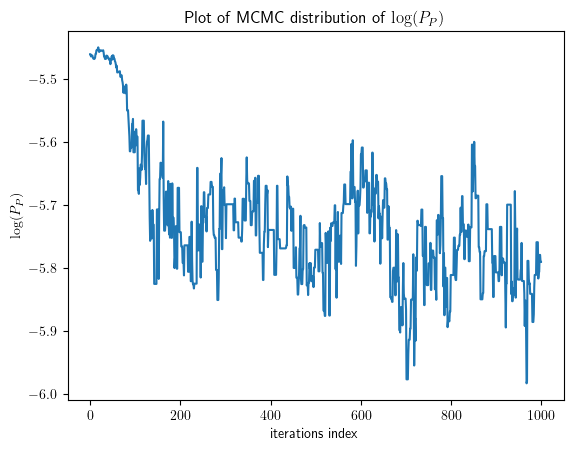 Plot of MCMC distribution of log(P_P)
log(P_P)
−5.5
−5.6
−5.7
−5.8
−5.9
−6.0
0 200 400 600 800 1000
iterations index